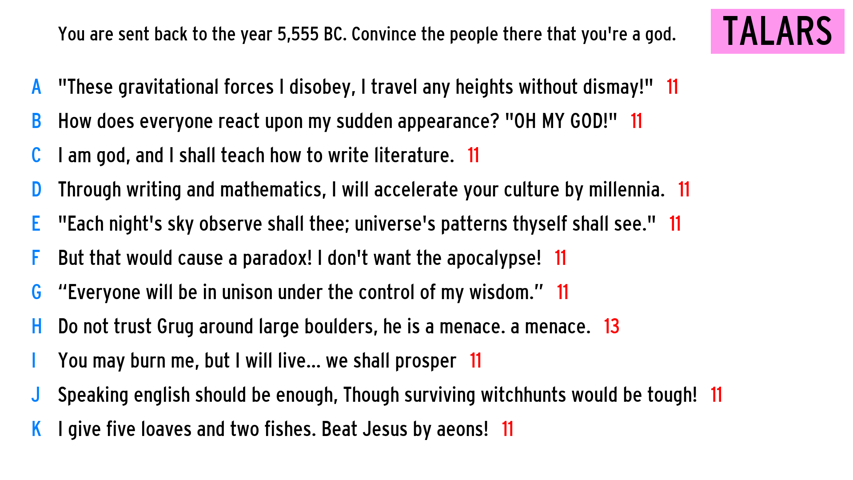 You are sent back to the year 5,555 BC. Convince the people there that you're a god. TALARS
A "These gravitational forces I disobey, I travel any heights without dismay!" 11
B How does everyone react upon my sudden appearance? "OH MY GOD!" 11
C I am god, and I shall teach how to write literature. 11
D Through writing and mathematics, I will accelerate your culture by millennia. 11
E "Each night's sky observe shall thee; universe's patterns thyself shall see." 11
F But that would cause a paradox! I don't want the apocalypse! 11
G “Everyone will be in unison under the control of my wisdom.” 11
H Do not trust Grug around large boulders, he is a menace. a menace. 13
I You may burn me, but I will live... we shall prosper 11
J Speaking english should be enough, Though surviving witchhunts would be tough! 11
K I give five loaves and two fishes. Beat Jesus by aeons! 11